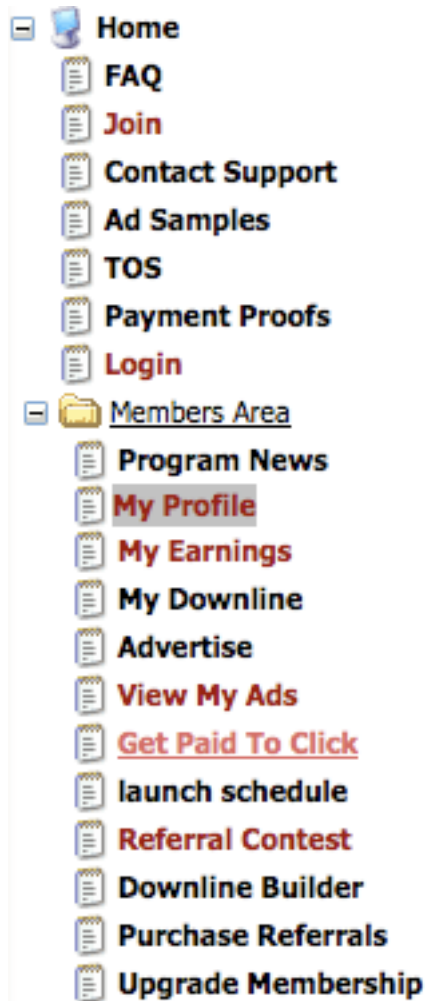 Home
FAQ
Join
Contact Support
Ad Samples
TOS
Payment Proofs
Login
Members Area
Program News
My Profile
My Earnings
My Downline
Advertise
View My Ads
Get Paid To Click
launch schedule
Referral Contest
Downline Builder
Purchase Referrals
Upgrade Membership